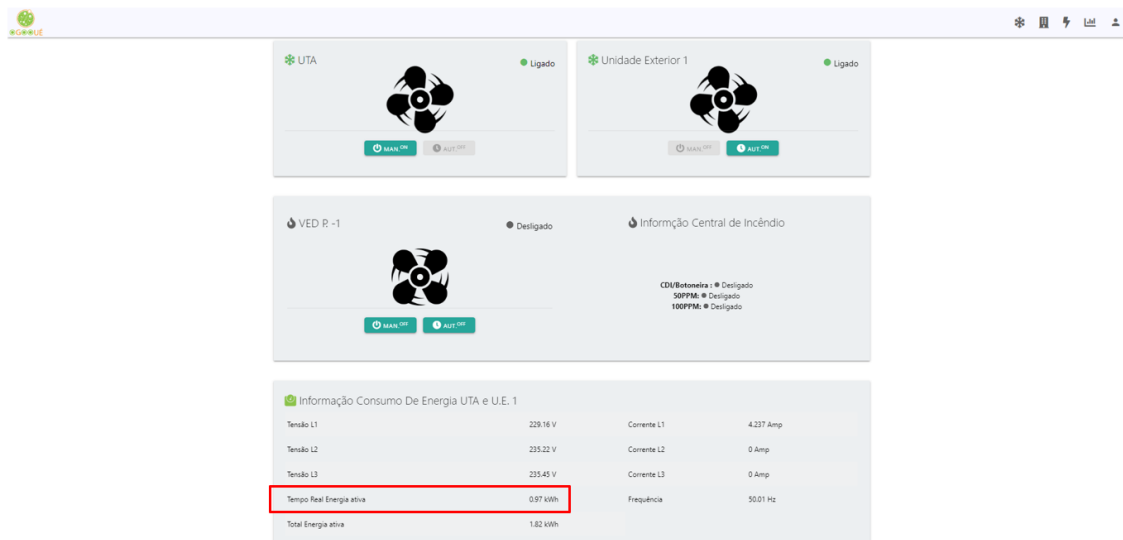 UTA
Ligado
MAN.ON AUT.OFF
Unidade Exterior 1
Ligado
MAN.OFF AUT.ON
VED P. -1
Desligado
MAN.OFF AUT.OFF
Informção Central de Incêndio
CDI/Botoneira : Desligado
50PPM: Desligado
100PPM: Desligado
Informação Consumo De Energia UTA e U.E. 1
Tensão L1 229.16 V Corrente L1 4.237 Amp
Tensão L2 235.22 V Corrente L2 0 Amp
Tensão L3 235.45 V Corrente L3 0 Amp
Tempo Real Energia ativa 0.97 kWh Frequência 50.01 Hz
Total Energia ativa 1.82 kWh